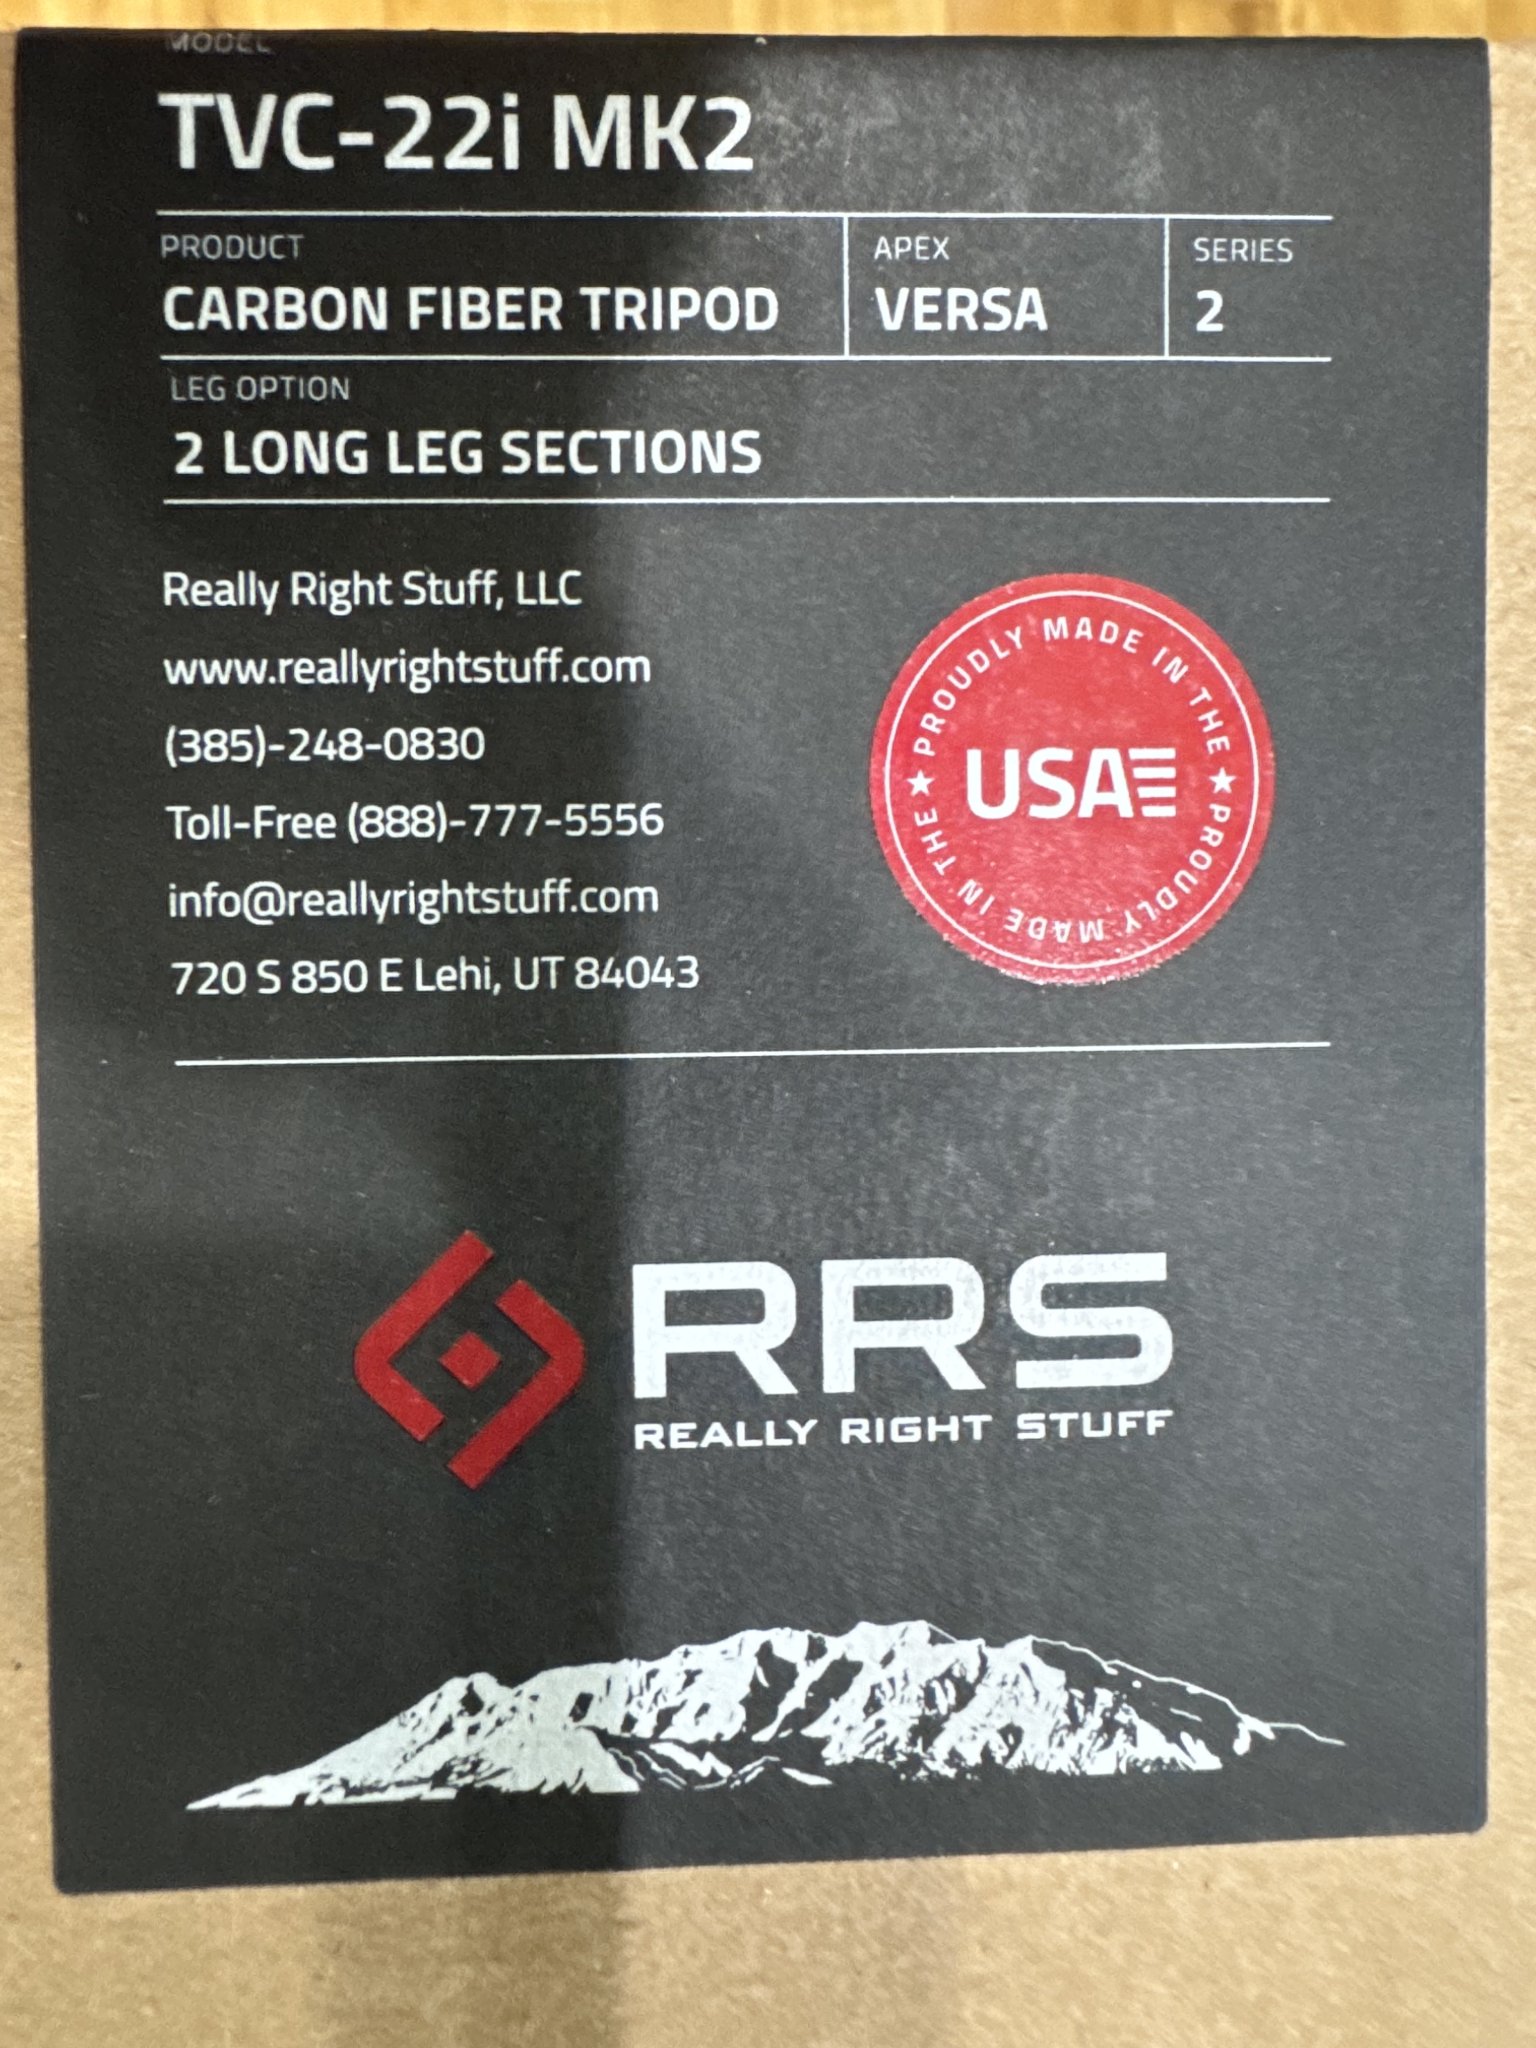 MODEL
TVC-22i MK2
PRODUCT
CARBON FIBER TRIPOD
APEX
VERSA
SERIES
2
LEG OPTION
2 LONG LEG SECTIONS
Really Right Stuff, LLC
www.reallyrightstuff.com
(385)-248-0830
Toll-Free (888)-777-5556
info@reallyrightstuff.com
720 S 850 E Lehi, UT 84043
★ PROUDLY MADE IN THE ★ PROUDLY MADE IN THE
USA
RRS
REALLY RIGHT STUFF